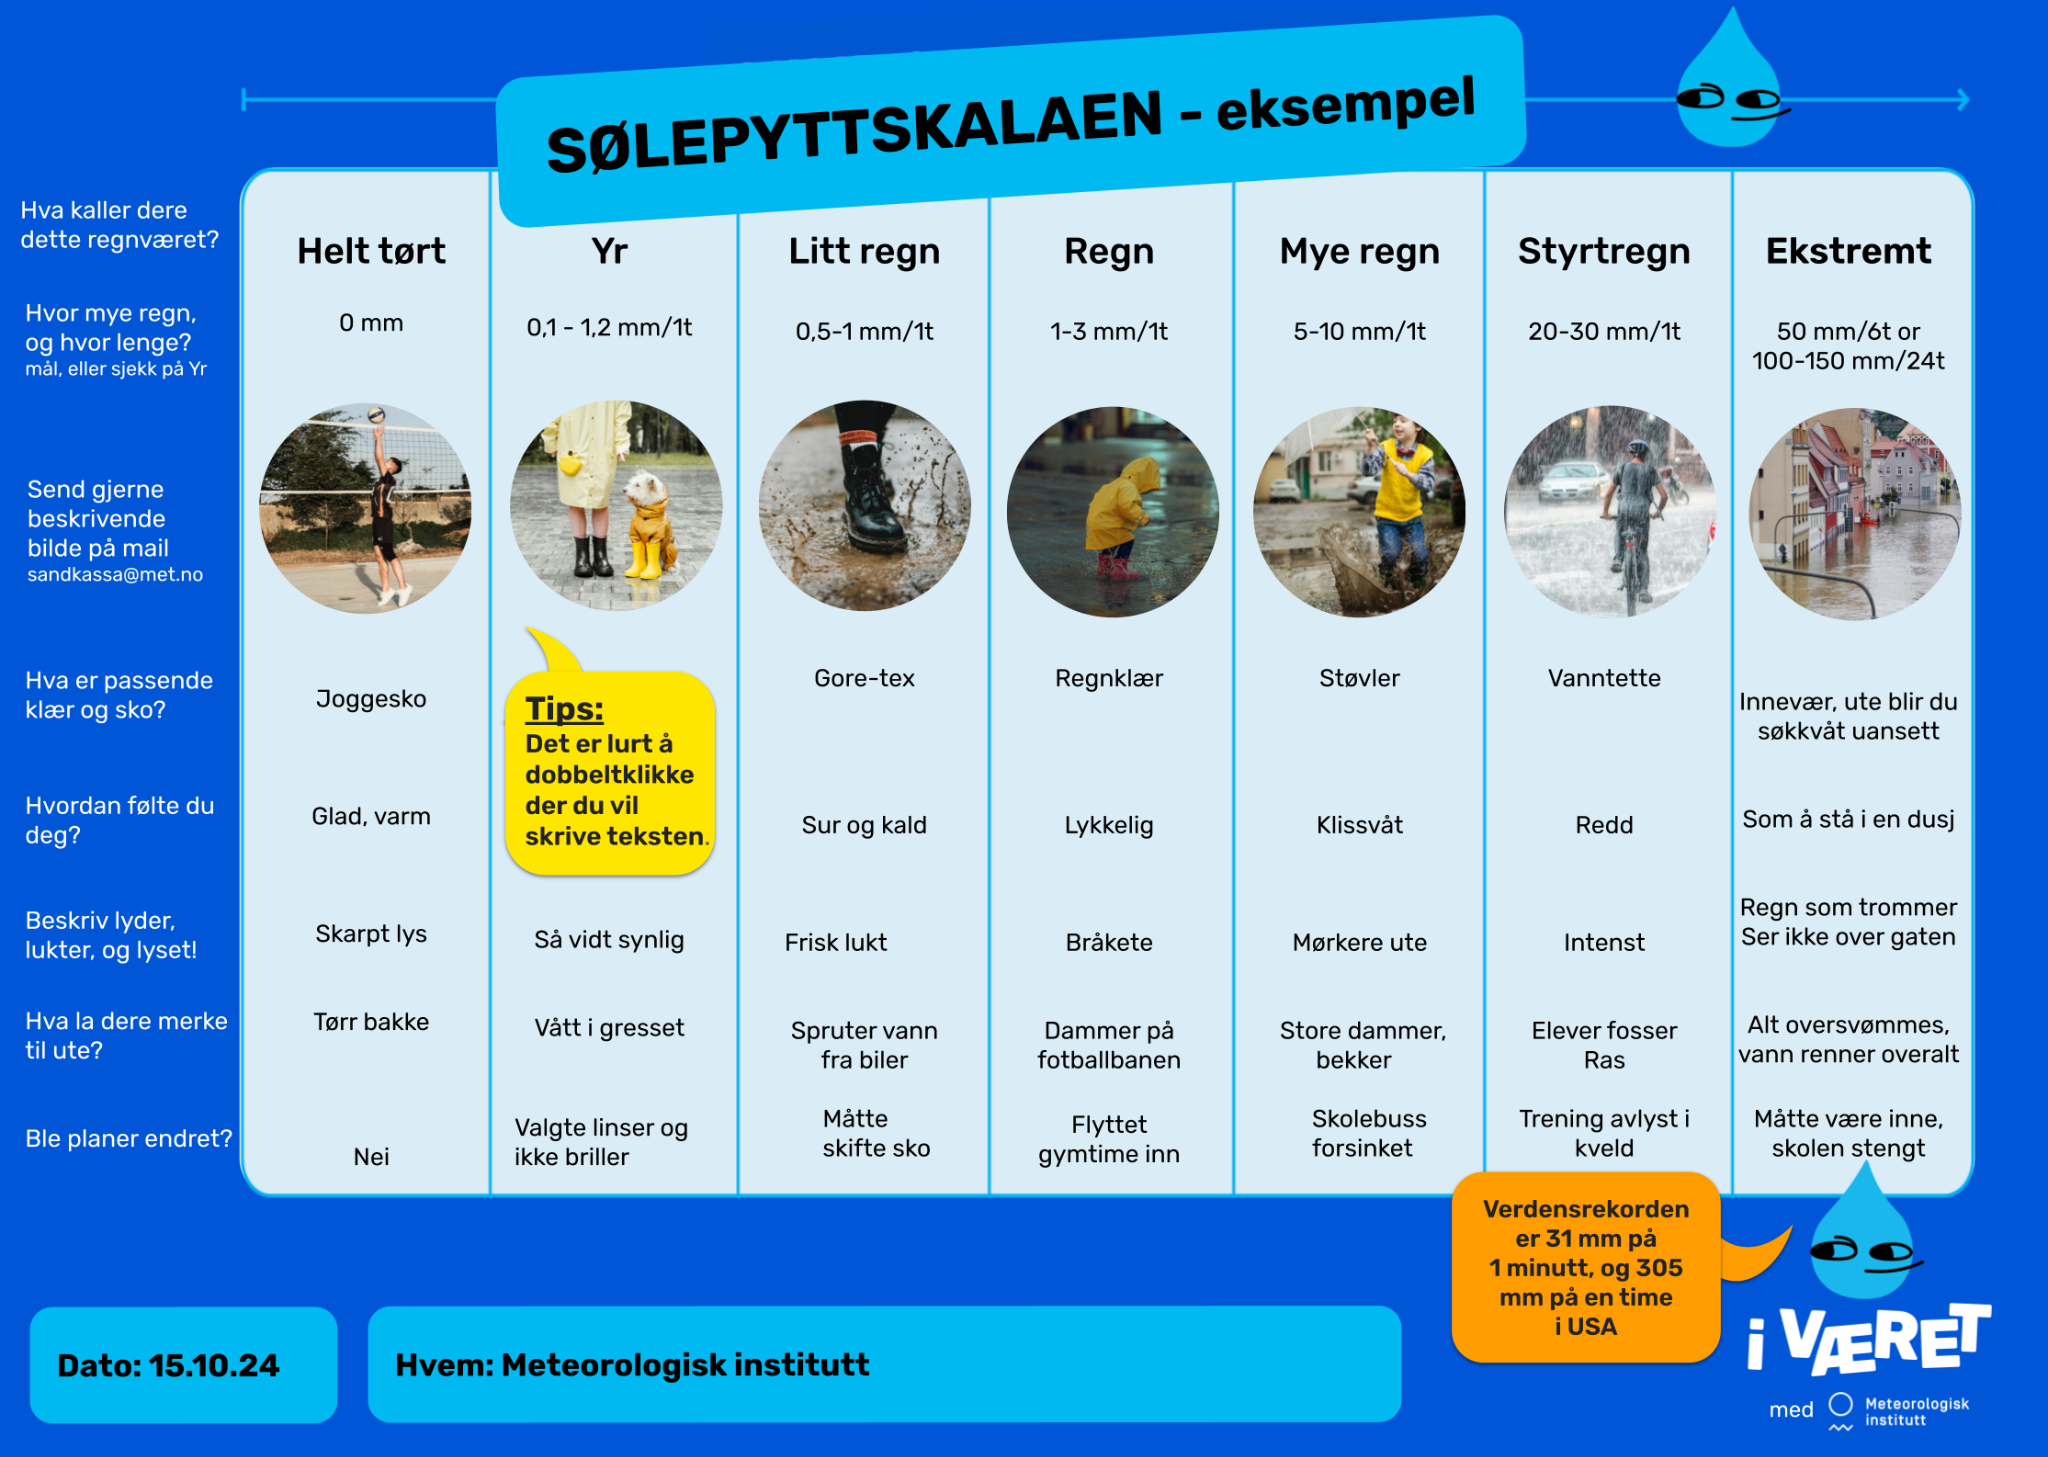 SØLEPYTTSKALAEN - eksempel
Hva kaller dere
dette regnværet?
Helt tørt
Yr
Litt regn
Regn
Mye regn
Styrtregn
Ekstremt
Hvor mye regn,
og hvor lenge?
mål, eller sjekk på Yr
0 mm
0,1 - 1,2 mm/1t
0,5-1 mm/1t
1-3 mm/1t
5-10 mm/1t
20-30 mm/1t
50 mm/6t or
100-150 mm/24t
Send gjerne
beskrivende
bilde på mail
sandkassa@met.no
Hva er passende
klær og sko?
Joggesko
Gore-tex
Regnklær
Støvler
Vanntette
Innevær, ute blir du
søkkvåt uansett
Tips:
Det er lurt å
dobbeltklikke
der du vil
skrive teksten.
Hvordan følte du
deg?
Glad, varm
Sur og kald
Lykkelig
Klissvåt
Redd
Som å stå i en dusj
Beskriv lyder,
lukter, og lyset!
Skarpt lys
Så vidt synlig
Frisk lukt
Bråkete
Mørkere ute
Intenst
Regn som trommer
Ser ikke over gaten
Hva la dere merke
til ute?
Tørr bakke
Vått i gresset
Spruter vann
fra biler
Dammer på
fotballbanen
Store dammer,
bekker
Elever fosser
Ras
Alt oversvømmes,
vann renner overalt
Ble planer endret?
Nei
Valgte linser og
ikke briller
Måtte
skifte sko
Flyttet
gymtime inn
Skolebuss
forsinket
Trening avlyst i
kveld
Måtte være inne,
skolen stengt
Verdensrekorden
er 31 mm på
1 minutt, og 305
mm på en time
i USA
Dato: 15.10.24
Hvem: Meteorologisk institutt
i VÆRET
med
Meteorologisk
institutt